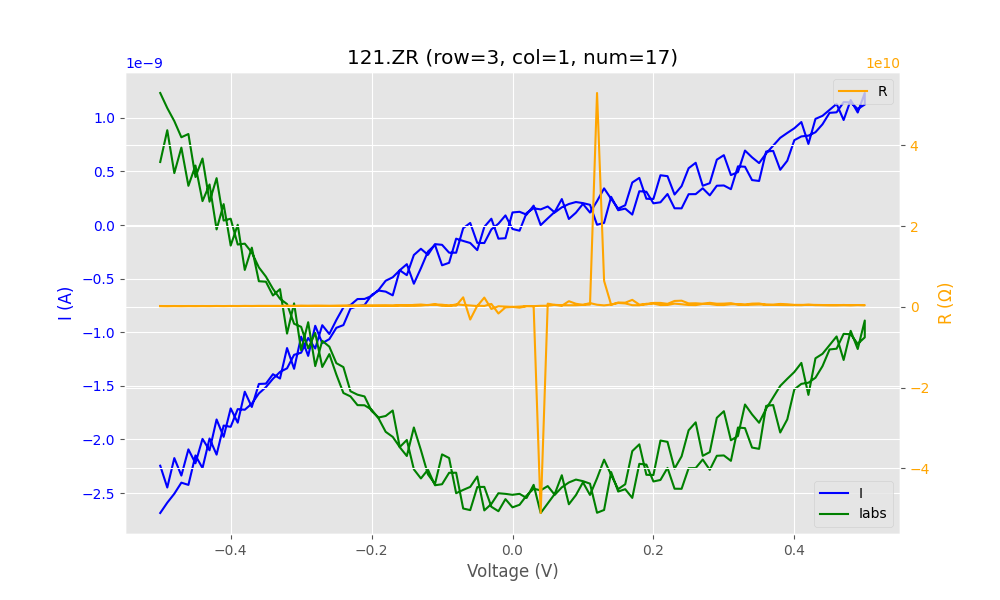 121.ZR (row=3, col=1, num=17)
1e−9
1e10
R
1.0
0.5
0.0
−0.5
−1.0
−1.5
−2.0
−2.5
I (A)
4
2
0
−2
−4
R (Ω)
I
Iabs
−0.4
−0.2
0.0
0.2
0.4
Voltage (V)